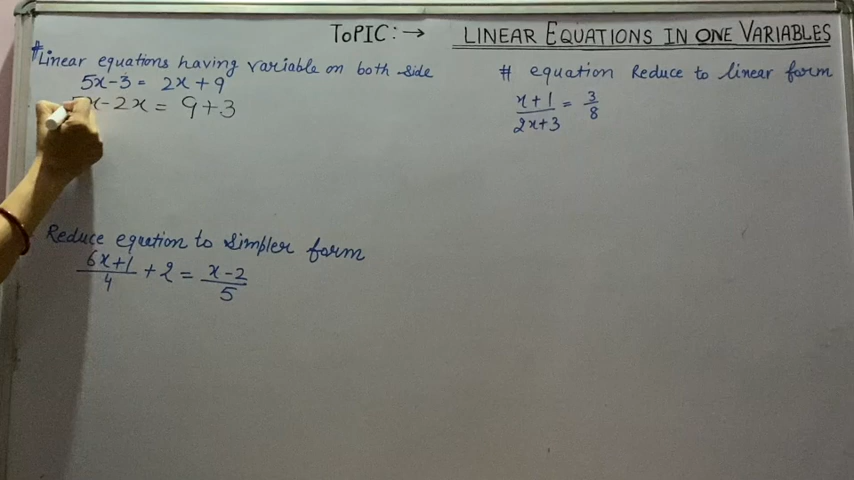 TOPIC:→ LINEAR EQUATIONS IN ONE VARIABLES
# Linear equations having variable on both side
5x-3 = 2x+9
5x-2x = 9+3
Reduce equation to simpler form
(6x+1)/4 + 2 = (x-2)/5
# equation Reduce to linear form
(x+1)/(2x+3) = 3/8